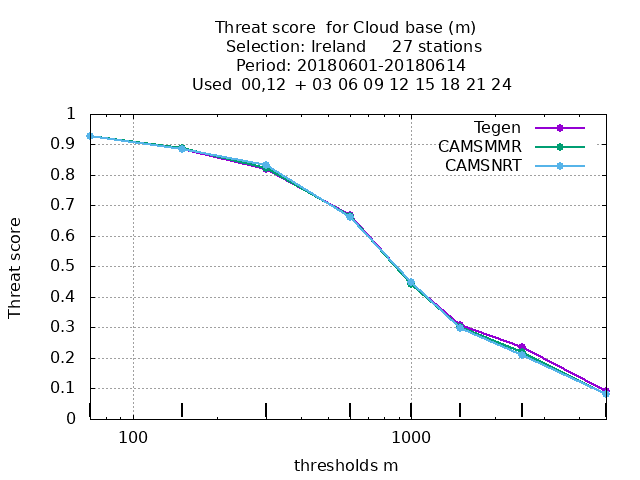 Threat score for Cloud base (m)
Selection: Ireland 27 stations
Period: 20180601-20180614
Used 00,12 + 03 06 09 12 15 18 21 24
Tegen
CAMSMMR
CAMSNRT
1
0.9
0.8
0.7
0.6
0.5
0.4
0.3
0.2
0.1
0
Threat score
100 1000
thresholds m